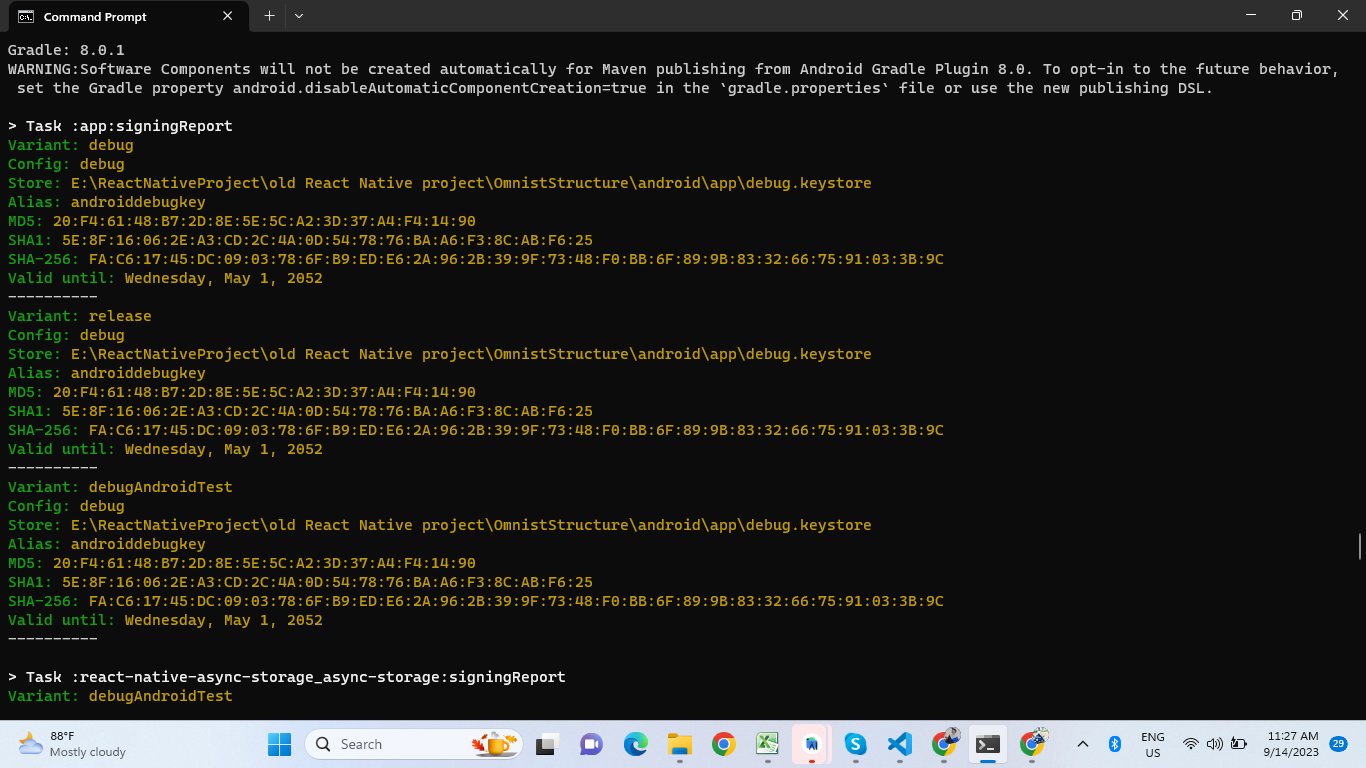 Command Prompt
Gradle: 8.0.1
WARNING:Software Components will not be created automatically for Maven publishing from Android Gradle Plugin 8.0. To opt-in to the future behavior,
set the Gradle property android.disableAutomaticComponentCreation=true in the `gradle.properties` file or use the new publishing DSL.
> Task :app:signingReport
Variant: debug
Config: debug
Store: E:\ReactNativeProject\old React Native project\OmnistStructure\android\app\debug.keystore
Alias: androiddebugkey
MD5: 20:F4:61:48:B7:2D:8E:5E:5C:A2:3D:37:A4:F4:14:90
SHA1: 5E:8F:16:06:2E:A3:CD:2C:4A:0D:54:78:76:BA:A6:F3:8C:AB:F6:25
SHA-256: FA:C6:17:45:DC:09:03:78:6F:B9:ED:E6:2A:96:2B:39:9F:73:48:F0:BB:6F:89:9B:83:32:66:75:91:03:3B:9C
Valid until: Wednesday, May 1, 2052
----------
Variant: release
Config: debug
Store: E:\ReactNativeProject\old React Native project\OmnistStructure\android\app\debug.keystore
Alias: androiddebugkey
MD5: 20:F4:61:48:B7:2D:8E:5E:5C:A2:3D:37:A4:F4:14:90
SHA1: 5E:8F:16:06:2E:A3:CD:2C:4A:0D:54:78:76:BA:A6:F3:8C:AB:F6:25
SHA-256: FA:C6:17:45:DC:09:03:78:6F:B9:ED:E6:2A:96:2B:39:9F:73:48:F0:BB:6F:89:9B:83:32:66:75:91:03:3B:9C
Valid until: Wednesday, May 1, 2052
----------
Variant: debugAndroidTest
Config: debug
Store: E:\ReactNativeProject\old React Native project\OmnistStructure\android\app\debug.keystore
Alias: androiddebugkey
MD5: 20:F4:61:48:B7:2D:8E:5E:5C:A2:3D:37:A4:F4:14:90
SHA1: 5E:8F:16:06:2E:A3:CD:2C:4A:0D:54:78:76:BA:A6:F3:8C:AB:F6:25
SHA-256: FA:C6:17:45:DC:09:03:78:6F:B9:ED:E6:2A:96:2B:39:9F:73:48:F0:BB:6F:89:9B:83:32:66:75:91:03:3B:9C
Valid until: Wednesday, May 1, 2052
----------
> Task :react-native-async-storage_async-storage:signingReport
Variant: debugAndroidTest
88°F
Mostly cloudy
Search
AI
ENG
US
11:27 AM
9/14/2023
29